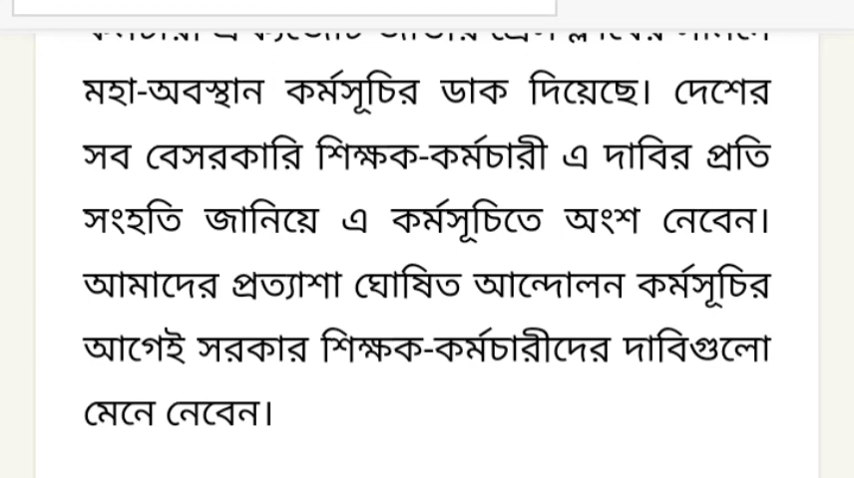 মহা-অবস্থান কর্মসূচির ডাক দিয়েছে। দেশের
সব বেসরকারি শিক্ষক-কর্মচারী এ দাবির প্রতি
সংহতি জানিয়ে এ কর্মসূচিতে অংশ নেবেন।
আমাদের প্রত্যাশা ঘোষিত আন্দোলন কর্মসূচির
আগেই সরকার শিক্ষক-কর্মচারীদের দাবিগুলো
মেনে নেবেন।